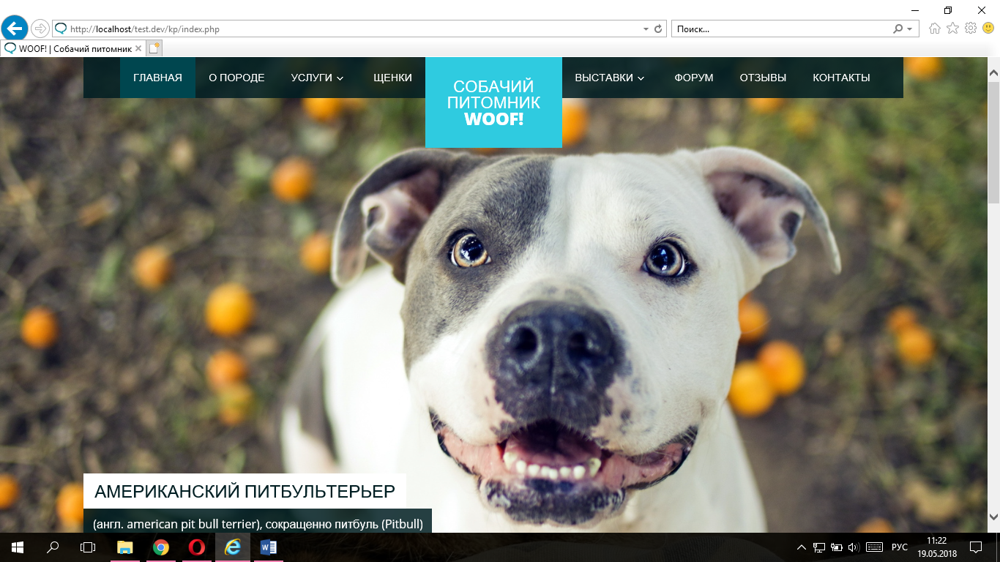 http://localhost/test.dev/kp/index.php
Поиск...
WOOF! | Собачий питомник
ГЛАВНАЯ
О ПОРОДЕ
УСЛУГИ
ЩЕНКИ
СОБАЧИЙ
ПИТОМНИК
WOOF!
ВЫСТАВКИ
ФОРУМ
ОТЗЫВЫ
КОНТАКТЫ
АМЕРИКАНСКИЙ ПИТБУЛЬТЕРЬЕР
(англ. american pit bull terrier), сокращенно питбуль (Pitbull)
РУС
11:22
19.05.2018